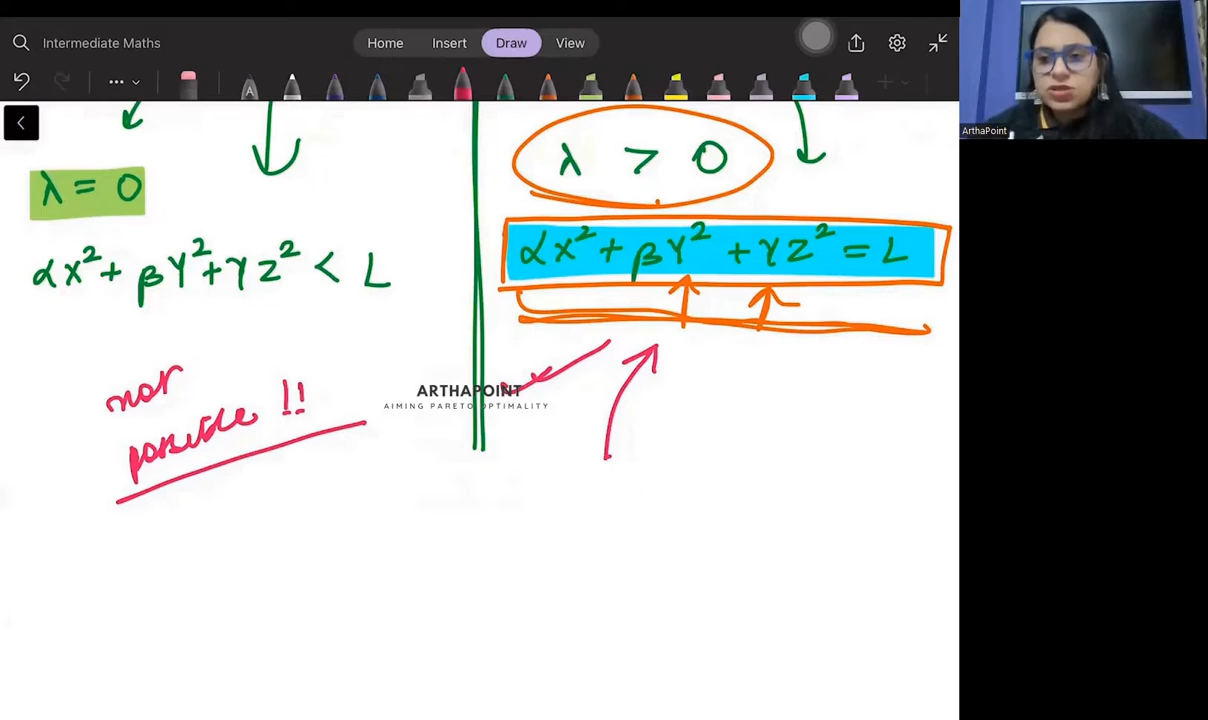 Intermediate Maths
Home Insert Draw View
A
ArthaPoint
λ = 0
αx² + βY² + γz² < L
not
possible !!
λ > 0
αx² + βY² + γz² = L
ARTHAPOINT
AIMING PARETO OPTIMALITY